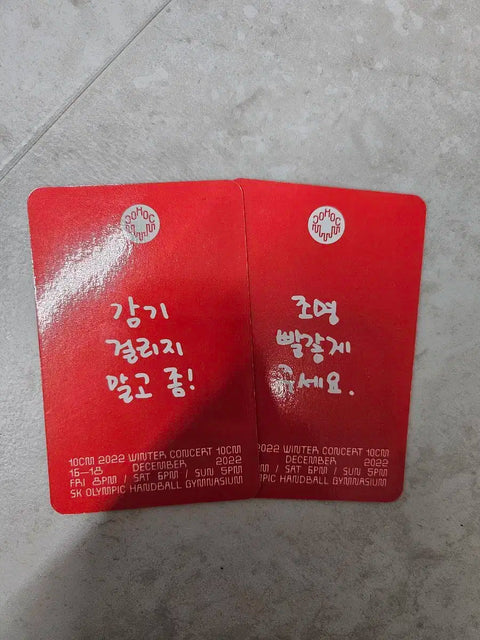 감기
걸리지
말고 좀!
10CM 2022 WINTER CONCERT 10CM
16—18 DECEMBER 2022
FRI 8PM / SAT 6PM / SUN 5PM
SK OLYMPIC HANDBALL GYMNASIUM
조명
빨갛게
주세요.
2022 WINTER CONCERT 10CM
DECEMBER 2022
/ SAT 6PM / SUN 5PM
HANDBALL GYMNASIUM